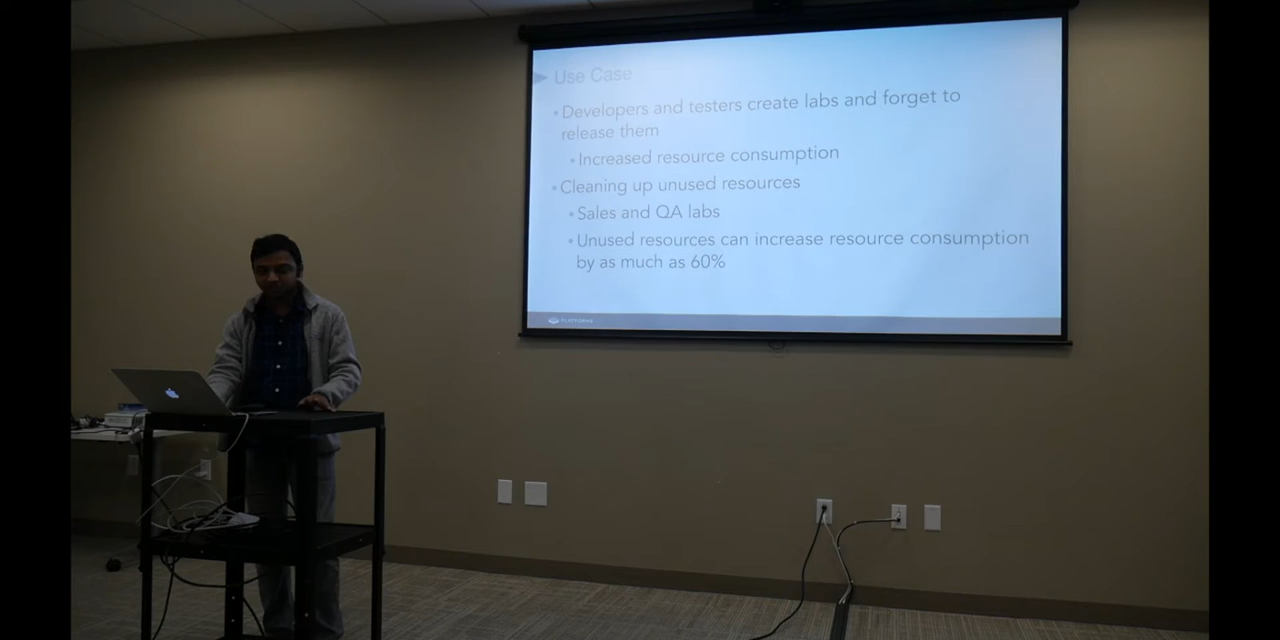 Use Case
• Developers and testers create labs and forget to
release them
• Increased resource consumption
• Cleaning up unused resources
• Sales and QA labs
• Unused resources can increase resource consumption
by as much as 60%
PLATFORM9